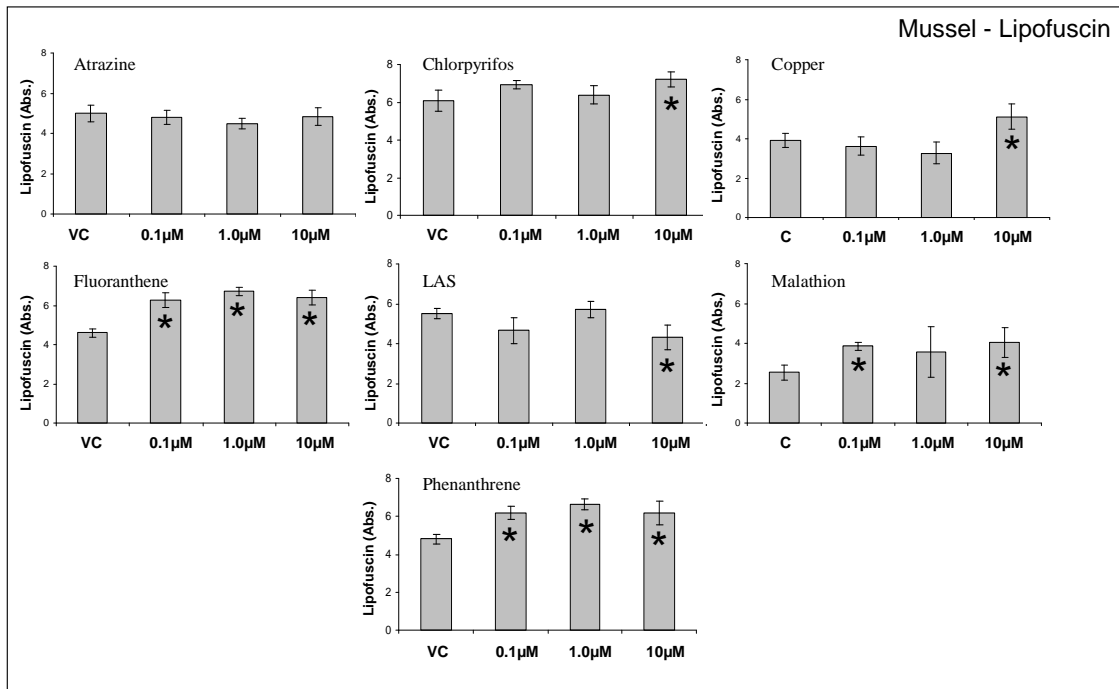 Mussel - Lipofuscin
Atrazine
Lipofuscin (Abs.)
8
6
4
2
0
VC 0.1µM 1.0µM 10µM
Chlorpyrifos
Lipofuscin (Abs.)
8
6
4
2
0
*
VC 0.1µM 1.0µM 10µM
Copper
Lipofuscin (Abs.)
8
6
4
2
0
*
C 0.1µM 1.0µM 10µM
Fluoranthene
Lipofuscin (Abs.)
8
6
4
2
0
* * *
VC 0.1µM 1.0µM 10µM
LAS
Lipofuscin (Abs.)
8
6
4
2
0
*
VC 0.1µM 1.0µM 10µM
Malathion
Lipofuscin (Abs.)
8
6
4
2
0
* *
C 0.1µM 1.0µM 10µM
Phenanthrene
Lipofuscin (Abs.)
8
6
4
2
0
* * *
VC 0.1µM 1.0µM 10µM